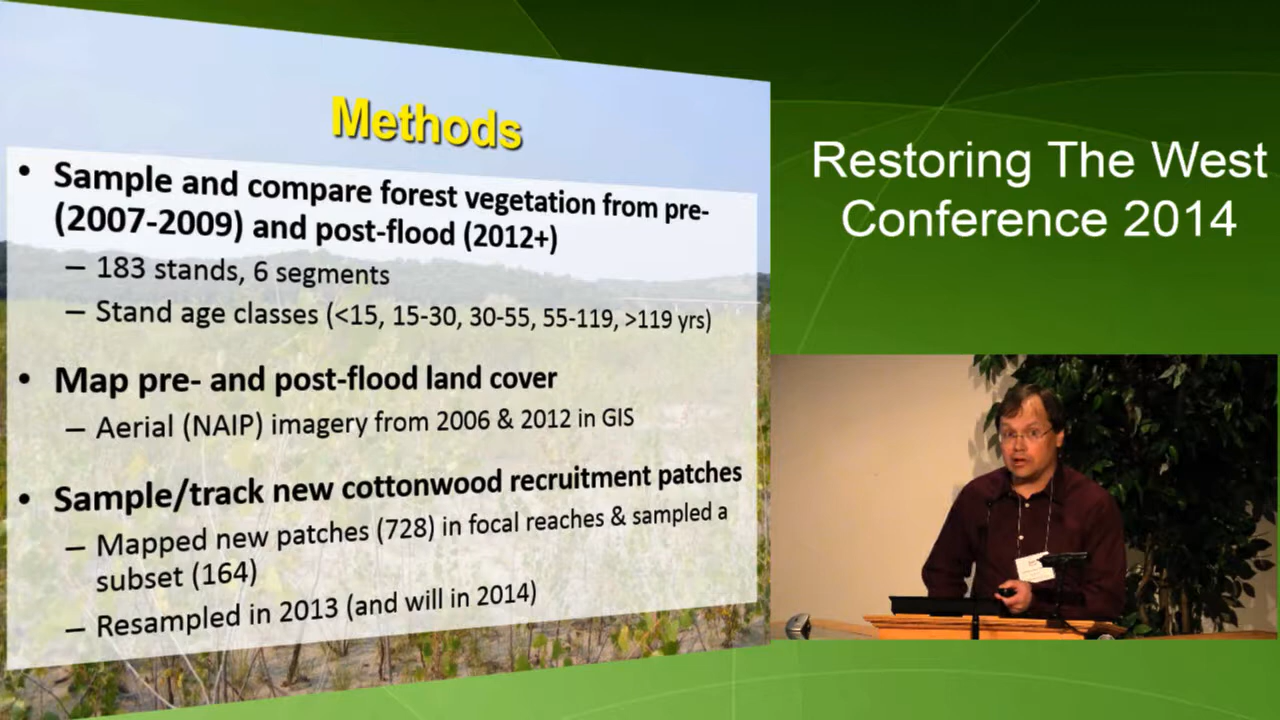 Methods
• Sample and compare forest vegetation from pre-
(2007-2009) and post-flood (2012+)
– 183 stands, 6 segments
– Stand age classes (<15, 15-30, 30-55, 55-119, >119 yrs)
• Map pre- and post-flood land cover
– Aerial (NAIP) imagery from 2006 & 2012 in GIS
• Sample/track new cottonwood recruitment patches
– Mapped new patches (728) in focal reaches & sampled a
subset (164)
– Resampled in 2013 (and will in 2014)
Restoring The West
Conference 2014